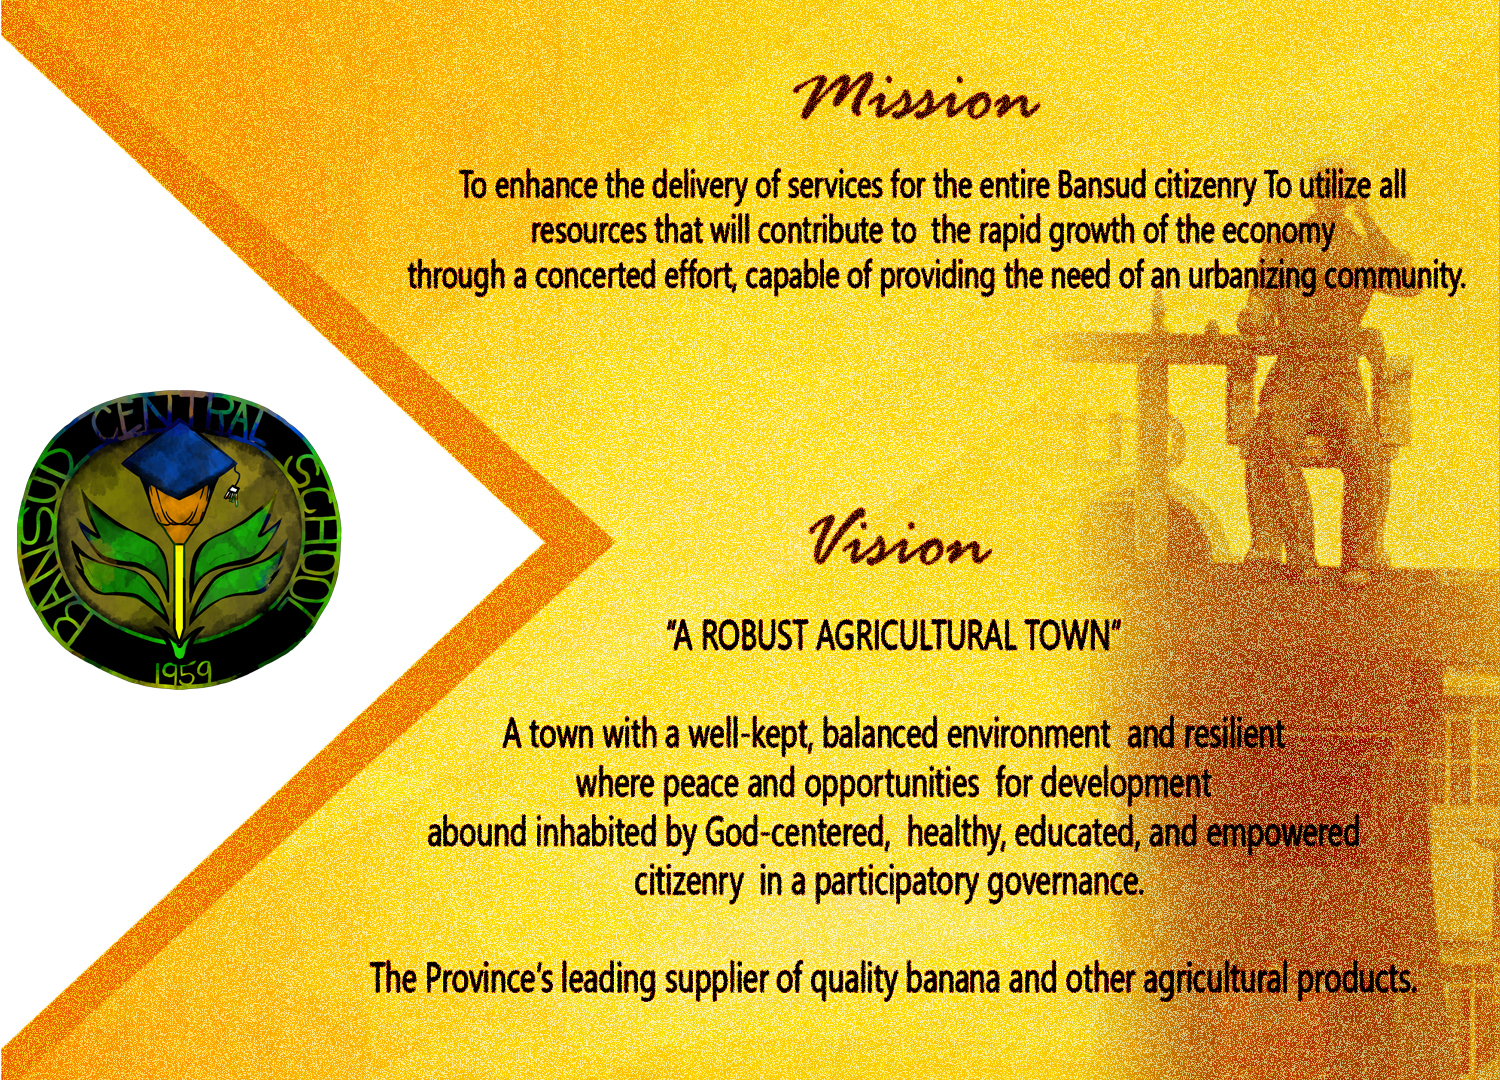 Mission
To enhance the delivery of services for the entire Bansud citizenry To utilize all
resources that will contribute to the rapid growth of the economy
through a concerted effort, capable of providing the need of an urbanizing community.
BANSUD CENTRAL SCHOOL
1959
Vision
“A ROBUST AGRICULTURAL TOWN”
A town with a well-kept, balanced environment and resilient
where peace and opportunities for development
abound inhabited by God-centered, healthy, educated, and empowered
citizenry in a participatory governance.
The Province’s leading supplier of quality banana and other agricultural products.